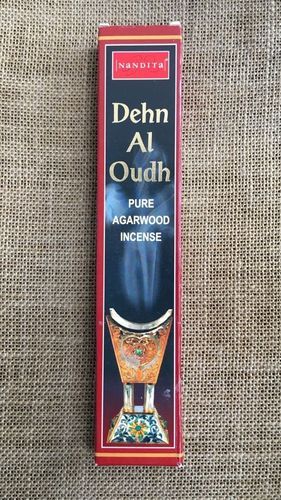 NANDITA
Dehn
Al
Oudh
PURE
AGARWOOD
INCENSE